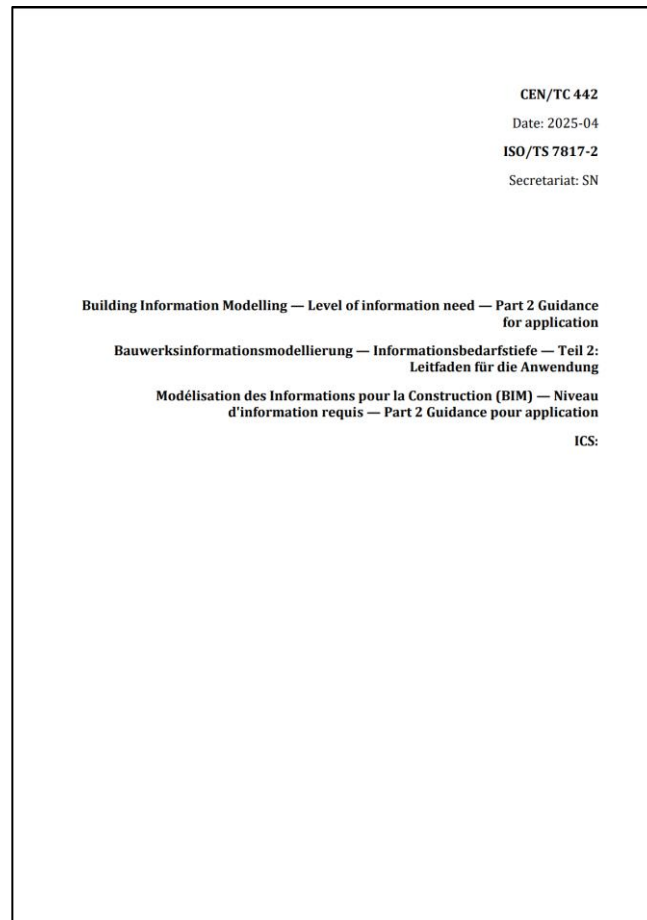 CEN/TC 442
Date: 2025-04
ISO/TS 7817-2
Secretariat: SN
Building Information Modelling — Level of information need — Part 2 Guidance
for application
Bauwerksinformationsmodellierung — Informationsbedarfstiefe — Teil 2:
Leitfaden für die Anwendung
Modélisation des Informations pour la Construction (BIM) — Niveau
d'information requis — Part 2 Guidance pour application
ICS: